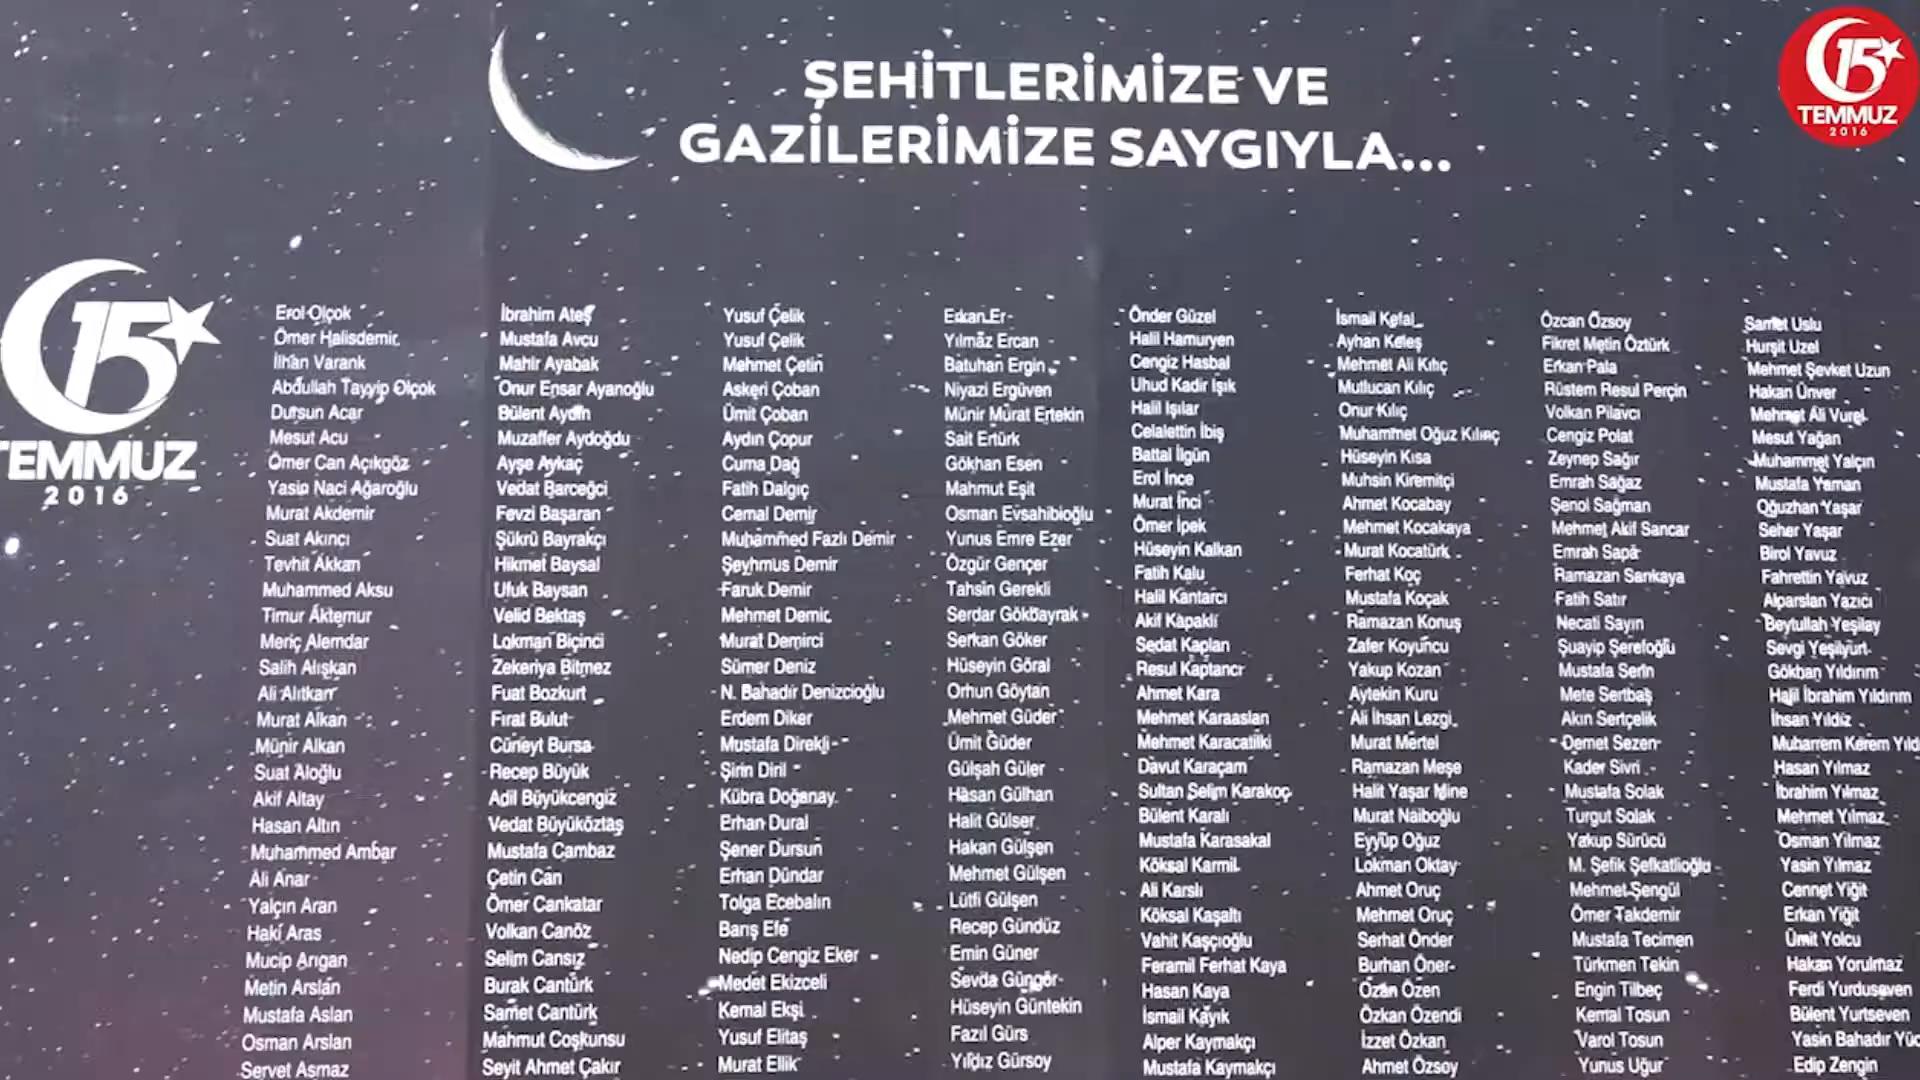 ŞEHİTLERİMİZE VE
GAZİLERİMİZE SAYGIYLA...
15
TEMMUZ
2016
15
TEMMUZ
2016
Erol Olçok
Ömer Halisdemir
İlhan Varank
Abdullah Tayyip Olçok
Dursun Acar
Mesut Acu
Ömer Can Açıkgöz
Yasin Naci Ağaroğlu
Murat Akdemir
Suat Akıncı
Tevhit Akkan
Muhammed Aksu
Timur Aktemur
Meriç Alemdar
Salih Alışkan
Ali Alıtkan
Murat Alkan
Münir Alkan
Suat Aloğlu
Akif Altay
Hasan Altın
Muhammed Ambar
Ali Anar
Yalçın Aran
Haki Aras
Mucip Arıgan
Metin Arslan
Mustafa Aslan
Osman Arslan
Servet Asmaz
İbrahim Ateş
Mustafa Avcu
Mahir Ayabak
Onur Ensar Ayanoğlu
Bülent Aydın
Muzaffer Aydoğdu
Ayşe Aykaç
Vedat Barceğci
Fevzi Başaran
Şükrü Bayrakçı
Hikmet Baysal
Ufuk Baysan
Velid Bektaş
Lokman Biçinci
Zekeriya Bitmez
Fuat Bozkurt
Fırat Bulut
Cüneyt Bursa
Recep Büyük
Adil Büyükcengiz
Vedat Büyüköztaş
Mustafa Cambaz
Çetin Can
Ömer Cankatar
Volkan Canöz
Selim Cansız
Burak Cantürk
Samet Cantürk
Mahmut Coşkunsu
Seyit Ahmet Çakır
Yusuf Çelik
Yusuf Çelik
Mehmet Çetin
Askeri Çoban
Ümit Çoban
Aydın Çopur
Cuma Dağ
Fatih Dalgıç
Cemal Demir
Muhammed Fazlı Demir
Şeyhmus Demir
Faruk Demir
Mehmet Demir
Murat Demirci
Sümer Deniz
N. Bahadır Denizcioğlu
Erdem Diker
Mustafa Direkli
Şirin Diril
Kübra Doğanay
Erhan Dural
Şener Dursun
Erhan Dündar
Tolga Ecebalın
Barış Efe
Nedip Cengiz Eker
Medet Ekizceli
Kemal Ekşi
Yusuf Elitaş
Murat Ellik
Erkan Er
Yılmaz Ercan
Batuhan Ergin
Niyazi Ergüven
Münir Murat Ertekin
Sait Ertürk
Gökhan Esen
Mahmut Eşit
Osman Evsahibioğlu
Yunus Emre Ezer
Özgür Gençer
Tahsin Gerekli
Serdar Gökbayrak
Serkan Göker
Hüseyin Göral
Orhun Göytan
Mehmet Güder
Ümit Güder
Gülşah Güler
Hasan Gülhan
Halit Gülser
Hakan Gülşen
Mehmet Gülşen
Lütfi Gülşen
Recep Gündüz
Emin Güner
Sevda Güngör
Hüseyin Güntekin
Fazıl Gürs
Yıldız Gürsoy
Önder Güzel
Halil Hamuryen
Cengiz Hasbal
Uhud Kadir Işık
Halil Işılar
Celalettin İbiş
Battal İlgün
Erol İnce
Murat İnci
Ömer İpek
Hüseyin Kalkan
Fatih Kalu
Halil Kantarcı
Akif Kapaklı
Sedat Kaplan
Resul Kaptancı
Ahmet Kara
Mehmet Karaaslan
Mehmet Karacatilki
Davut Karaçam
Sultan Selim Karakoç
Bülent Karalı
Mustafa Karasakal
Köksal Karmil
Ali Karslı
Köksal Kaşaltı
Vahit Kaşçıoğlu
Feramil Ferhat Kaya
Hasan Kaya
İsmail Kayık
Alper Kaymakçı
Mustafa Kaymakçı
İsmail Kefal
Ayhan Keleş
Mehmet Ali Kılıç
Mutlucan Kılıç
Onur Kılıç
Muhammet Oğuz Kılınç
Hüseyin Kısa
Muhsin Kiremitçi
Ahmet Kocabay
Mehmet Kocakaya
Murat Kocatürk
Ferhat Koç
Mustafa Koçak
Ramazan Konuş
Zafer Koyuncu
Yakup Kozan
Aytekin Kuru
Ali İhsan Lezgi
Murat Mertel
Ramazan Meşe
Halit Yaşar Mine
Murat Naiboğlu
Eyyüp Oğuz
Lokman Oktay
Ahmet Oruç
Mehmet Oruç
Serhat Önder
Burhan Öner
Ozan Özen
Özkan Özendi
İzzet Özkan
Ahmet Özsoy
Özcan Özsoy
Fikret Metin Öztürk
Erkan Pala
Rüstem Resul Perçin
Volkan Pilavcı
Cengiz Polat
Zeynep Sağır
Emrah Sağaz
Şenol Sağman
Mehmet Akif Sancar
Emrah Sapa
Ramazan Sarıkaya
Fatih Satır
Necati Sayın
Şuayip Şerefoğlu
Mustafa Serin
Mete Sertbaş
Akın Sertçelik
Demet Sezen
Kader Sivri
Mustafa Solak
Turgut Solak
Yakup Sürücü
M. Şefik Şefkatlioğlu
Mehmet Şengül
Ömer Takdemir
Mustafa Tecimen
Türkmen Tekin
Engin Tilbeç
Kemal Tosun
Varol Tosun
Yunus Uğur
Samet Uslu
Hurşit Uzel
Mehmet Şevket Uzun
Hakan Ünver
Mehmet Ali Vurel
Mesut Yağan
Muhammet Yalçın
Mustafa Yaman
Oğuzhan Yaşar
Seher Yaşar
Birol Yavuz
Fahrettin Yavuz
Alparslan Yazıcı
Beytullah Yeşilay
Sevgi Yeşilyurt
Gökhan Yıldırım
Halil İbrahim Yıldırım
İhsan Yıldız
Muharrem Kerem Yıld
Hasan Yılmaz
İbrahim Yılmaz
Mehmet Yılmaz
Osman Yılmaz
Yasin Yılmaz
Cennet Yiğit
Erkan Yiğit
Ümit Yolcu
Hakan Yorulmaz
Ferdi Yurduseven
Bülent Yurtseven
Yasin Bahadır Yüc
Edip Zengin